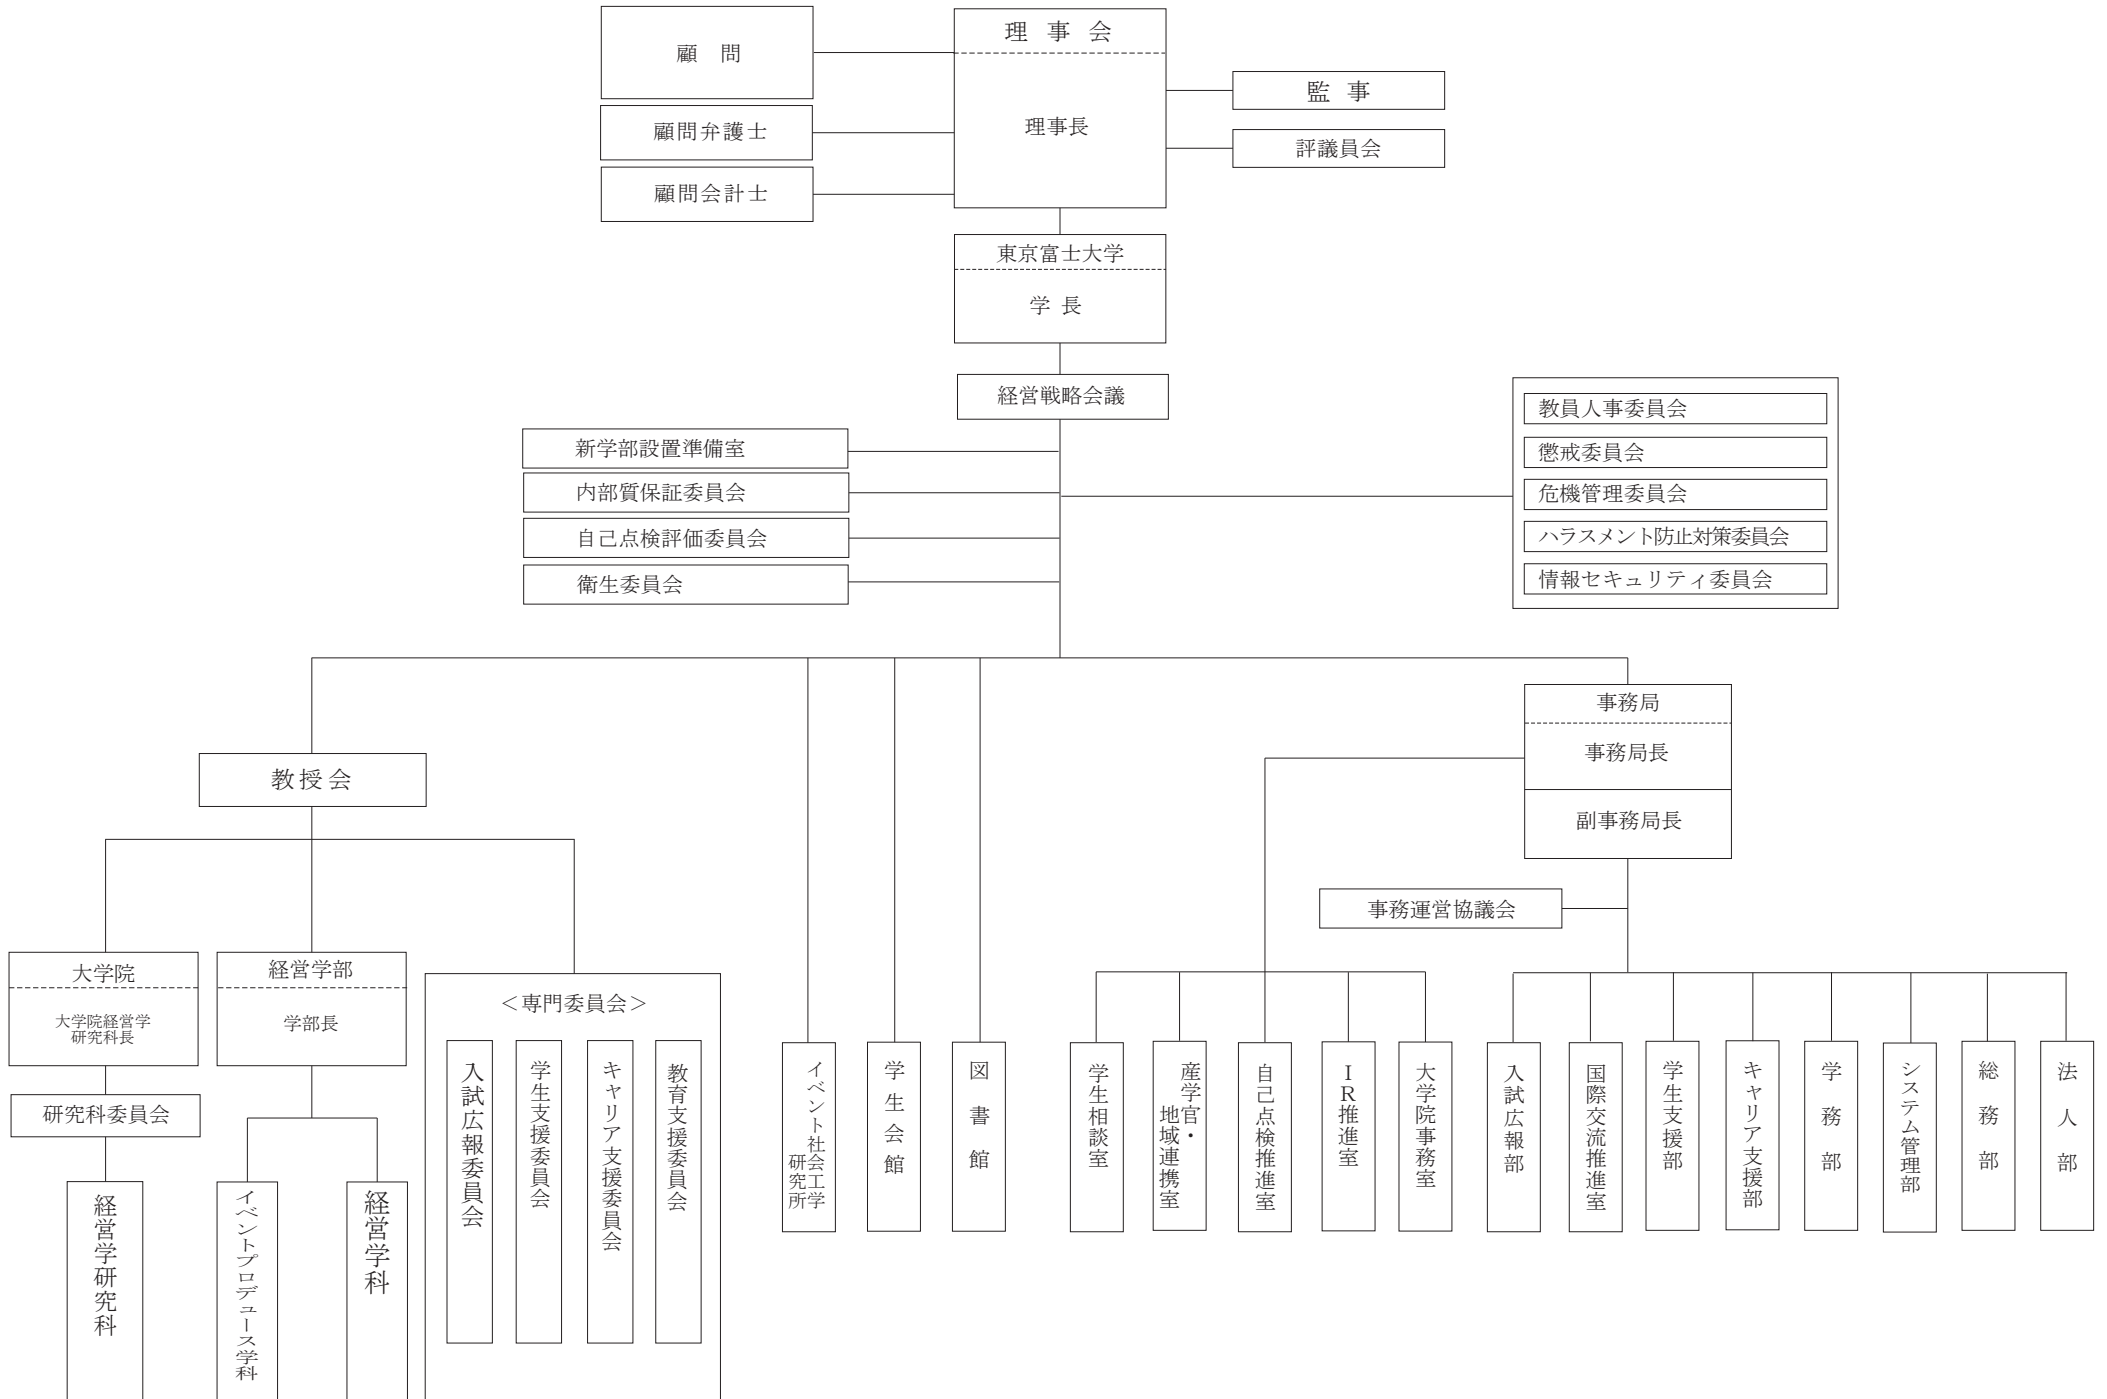 理 事 会
理事長
顧 問
顧問弁護士
顧問会計士
監 事
評議員会
東京富士大学
学 長
経営戦略会議
新学部設置準備室
内部質保証委員会
自己点検評価委員会
衛生委員会
教員人事委員会
懲戒委員会
危機管理委員会
ハラスメント防止対策委員会
情報セキュリティ委員会
事務局
事務局長
副事務局長
教授会
事務運営協議会
大学院
大学院経営学
研究科長
研究科委員会
経営学研究科
経営学部
学部長
イベントプロデュース学科
経営学科
＜専門委員会＞
入試広報委員会
学生支援委員会
キャリア支援委員会
教育支援委員会
イベント社会工学
研究所
学生会館
図書館
学生相談室
産学官・
地域連携室
自己点検推進室
ＩＲ推進室
大学院事務室
入試広報部
国際交流推進室
学生支援部
キャリア支援部
学務部
システム管理部
総務部
法人部